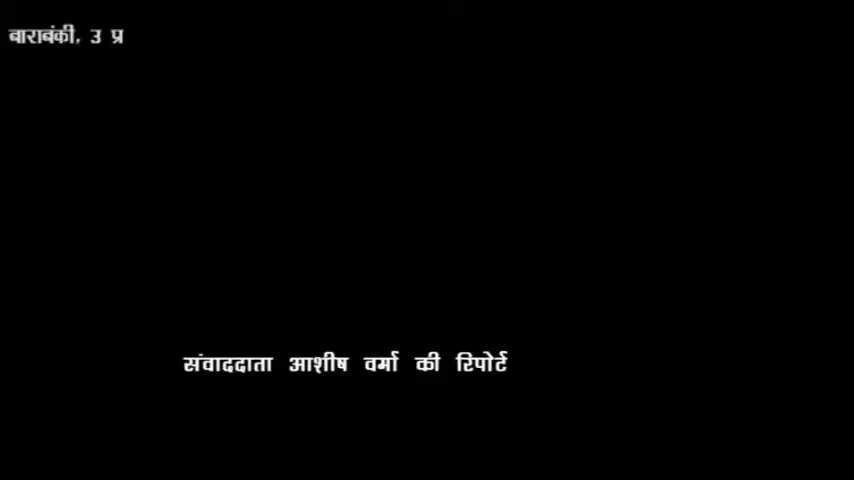 बाराबंकी, उ प्र
संवाददाता आशीष वर्मा की रिपोर्ट